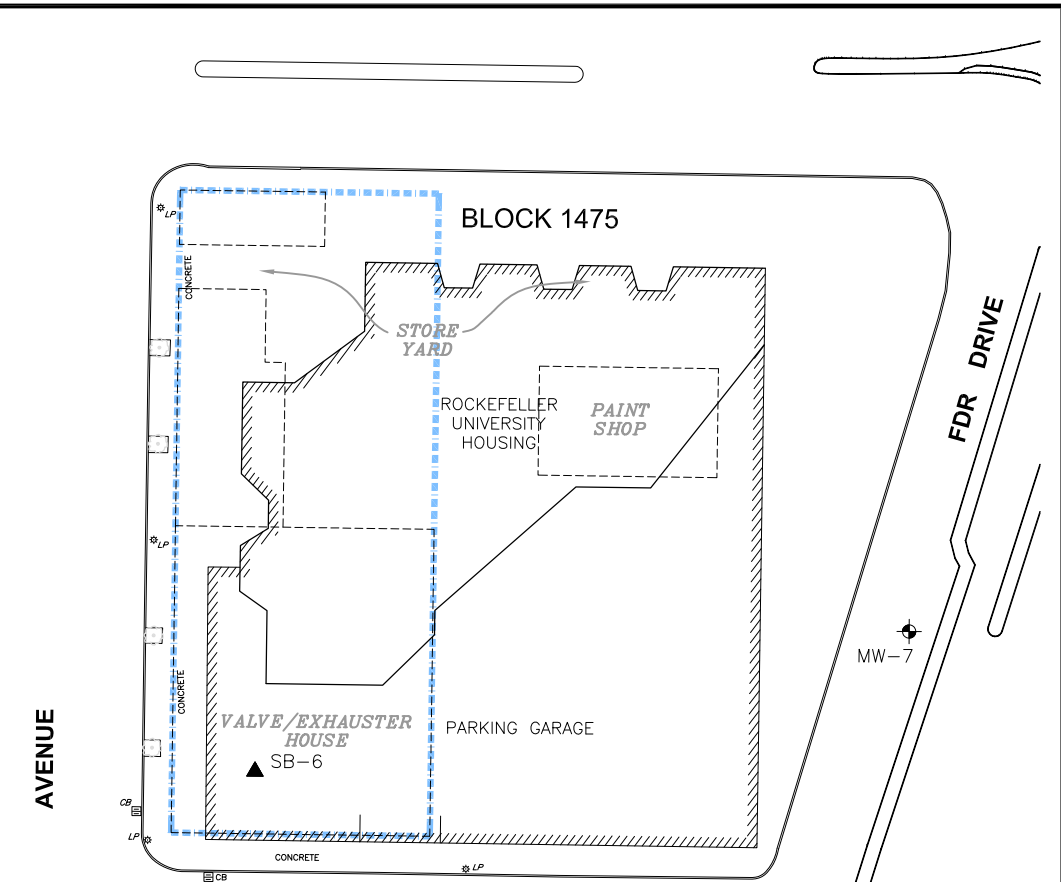 BLOCK 1475
LP
CONCRETE
STORE
YARD
FDR DRIVE
ROCKEFELLER
UNIVERSITY
HOUSING
PAINT
SHOP
LP
MW-7
CONCRETE
VALVE/EXHAUSTER
HOUSE
PARKING GARAGE
AVENUE
SB-6
CB
LP
CONCRETE
LP
CB